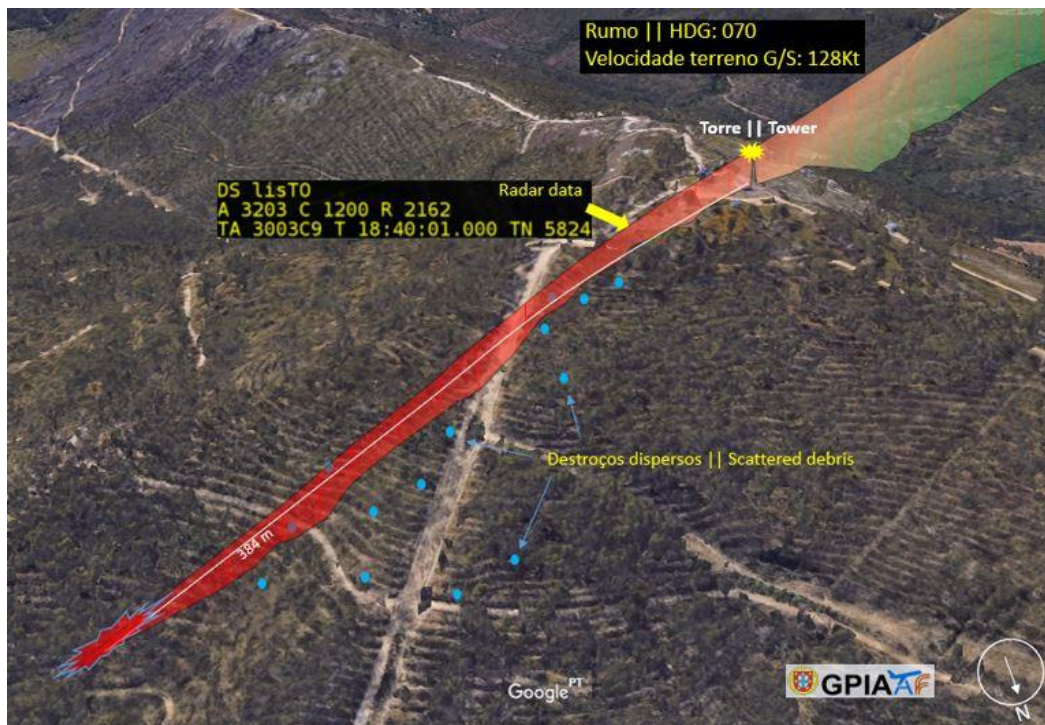 Rumo || HDG: 070
Velocidade terreno G/S: 128Kt
Torre || Tower
DS lisTO
Radar data
A 3203 C 1200 R 2162
TA 3003C9 T 18:40:01.000 TN 5824
Destroços dispersos || Scattered debris
384 m
Google
PT
GPIAAF
N